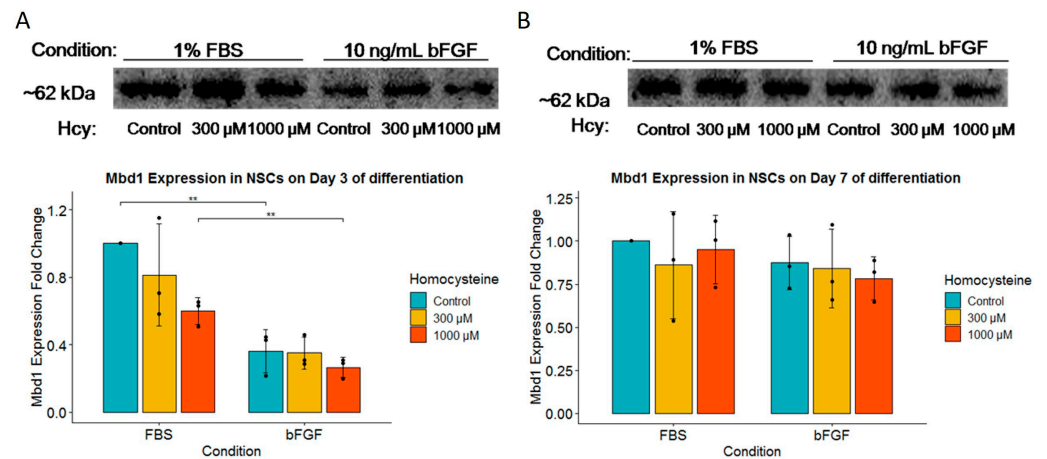 A
Condition: 1% FBS 10 ng/mL bFGF
~62 kDa
Hcy: Control 300 µM 1000 µM Control 300 µM 1000 µM
Mbd1 Expression in NSCs on Day 3 of differentiation
Mbd1 Expression Fold Change
1.2
0.8
0.4
0.0
**
**
FBS bFGF
Condition
Homocysteine
Control
300 µM
1000 µM
B
Condition: 1% FBS 10 ng/mL bFGF
~62 kDa
Hcy: Control 300 µM 1000 µM Control 300 µM 1000 µM
Mbd1 Expression in NSCs on Day 7 of differentiation
Mbd1 Expression Fold Change
1.25
1.00
0.75
0.50
0.25
0.00
FBS bFGF
Condition
Homocysteine
Control
300 µM
1000 µM